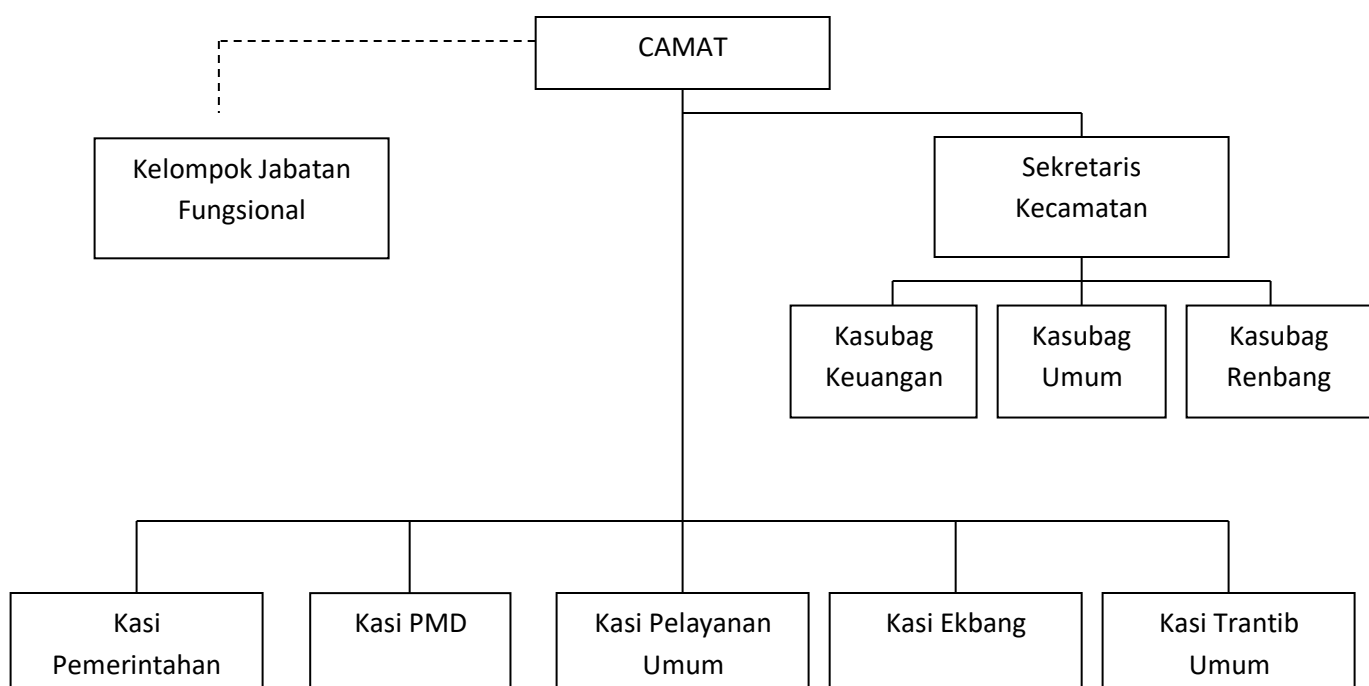 CAMAT
Kelompok Jabatan
Fungsional
Sekretaris
Kecamatan
Kasubag
Keuangan
Kasubag
Umum
Kasubag
Renbang
Kasi
Pemerintahan
Kasi PMD
Kasi Pelayanan
Umum
Kasi Ekbang
Kasi Trantib
Umum